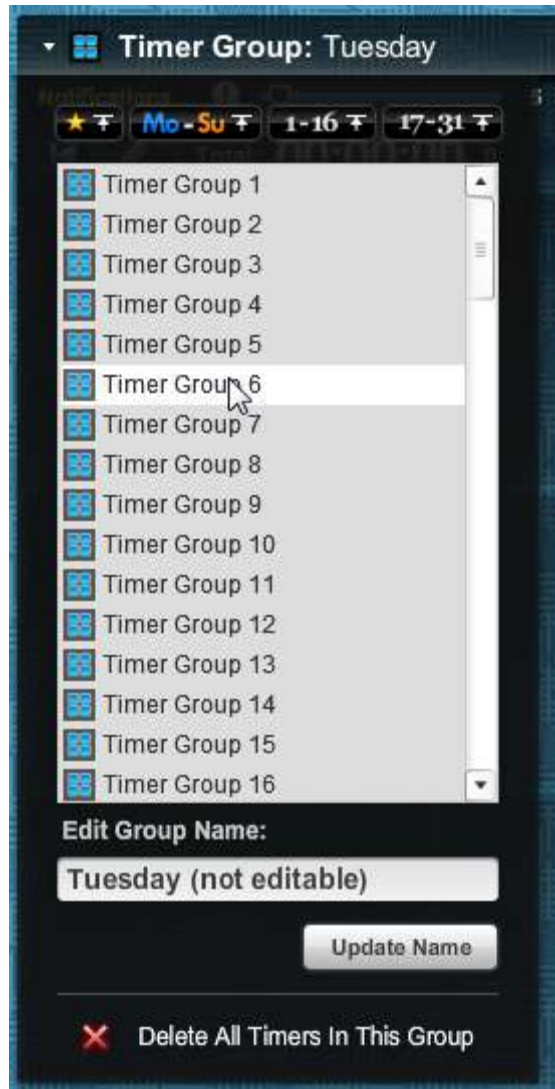 Timer Group: Tuesday
Notifications 5
Mo-Su 1-16 17-31
Timer Group 1
Timer Group 2
Timer Group 3
Timer Group 4
Timer Group 5
Timer Group 6
Timer Group 7
Timer Group 8
Timer Group 9
Timer Group 10
Timer Group 11
Timer Group 12
Timer Group 13
Timer Group 14
Timer Group 15
Timer Group 16
Edit Group Name:
Tuesday (not editable)
Update Name
Delete All Timers In This Group